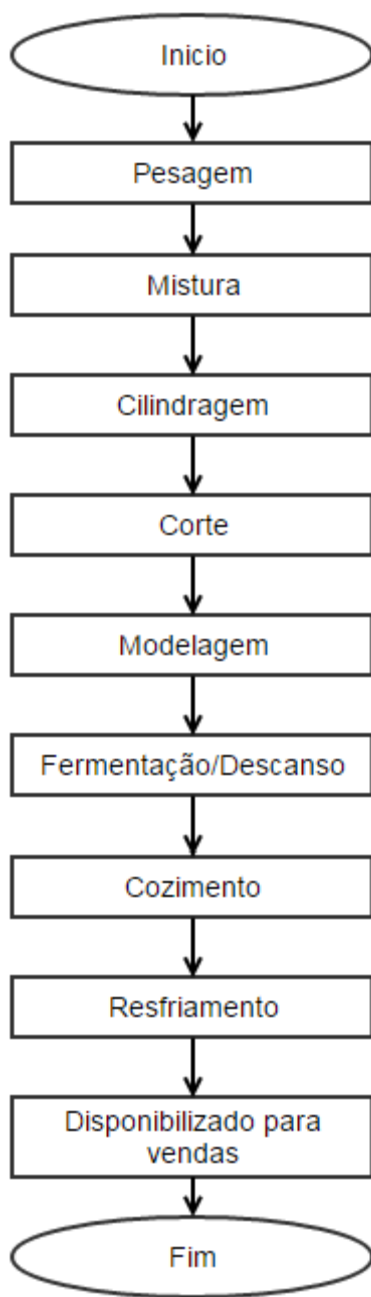 Inicio
Pesagem
Mistura
Cilindragem
Corte
Modelagem
Fermentação/Descanso
Cozimento
Resfriamento
Disponibilizado para
vendas
Fim